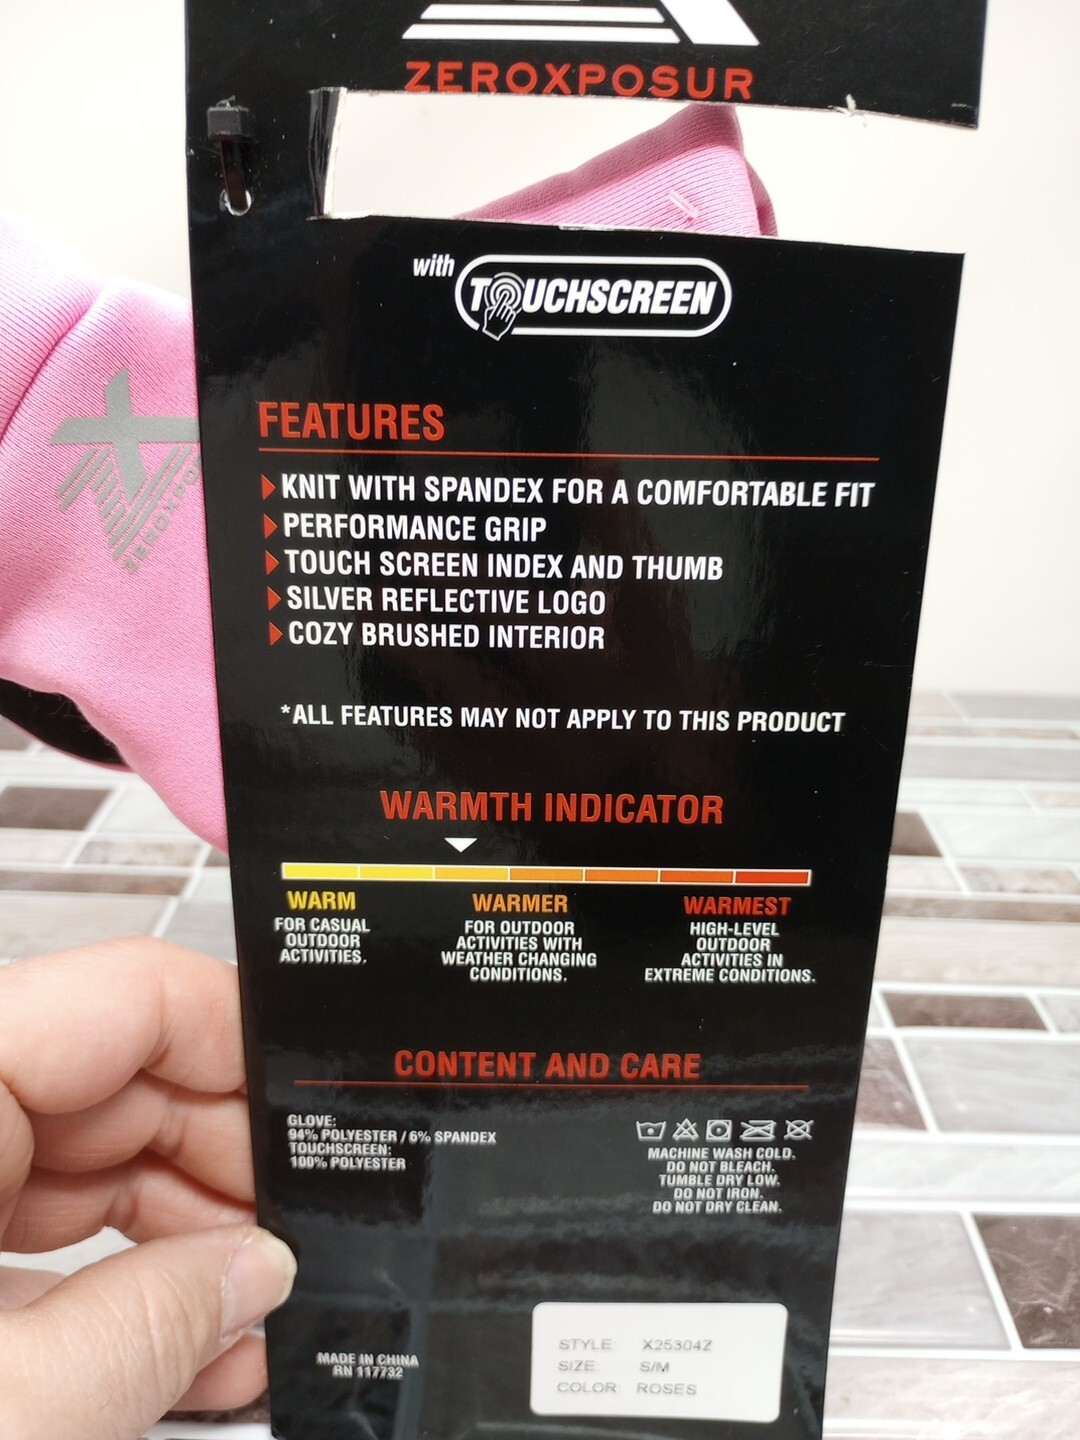 ZEROXPOSUR
with TOUCHSCREEN
FEATURES
KNIT WITH SPANDEX FOR A COMFORTABLE FIT
PERFORMANCE GRIP
TOUCH SCREEN INDEX AND THUMB
SILVER REFLECTIVE LOGO
COZY BRUSHED INTERIOR
*ALL FEATURES MAY NOT APPLY TO THIS PRODUCT
WARMTH INDICATOR
WARM
FOR CASUAL
OUTDOOR
ACTIVITIES.
WARMER
FOR OUTDOOR
ACTIVITIES WITH
WEATHER CHANGING
CONDITIONS.
WARMEST
HIGH-LEVEL
OUTDOOR
ACTIVITIES IN
EXTREME CONDITIONS.
CONTENT AND CARE
GLOVE:
94% POLYESTER / 6% SPANDEX
TOUCHSCREEN:
100% POLYESTER
MACHINE WASH COLD.
DO NOT BLEACH.
TUMBLE DRY LOW.
DO NOT IRON.
DO NOT DRY CLEAN.
MADE IN CHINA
RN 117732
STYLE: X25304Z
SIZE: S/M
COLOR: ROSES
ZEROXPO